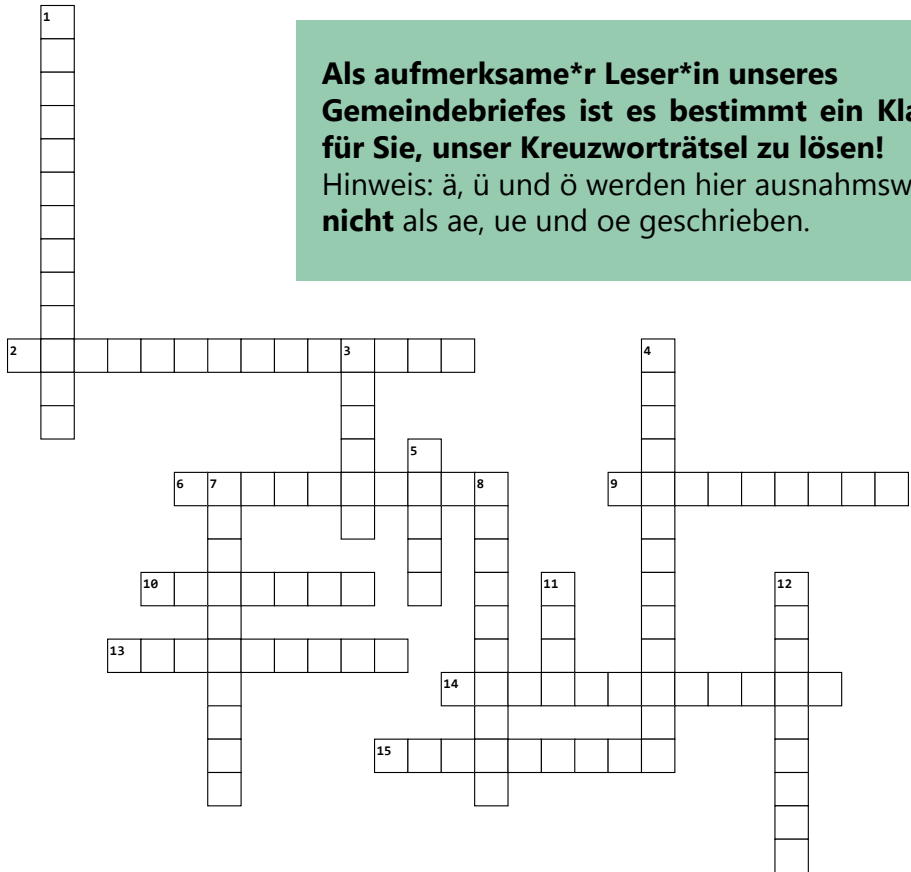 1
Als aufmerksame*r Leser*in unseres
Gemeindebriefes ist es bestimmt ein
für Sie, unser Kreuzworträtsel zu lösen!
Hinweis: ä, ü und ö werden hier
nicht als ae, ue und oe geschrieben.
2 3 4
5
6 7 8 9
10 11 12
13
14
15